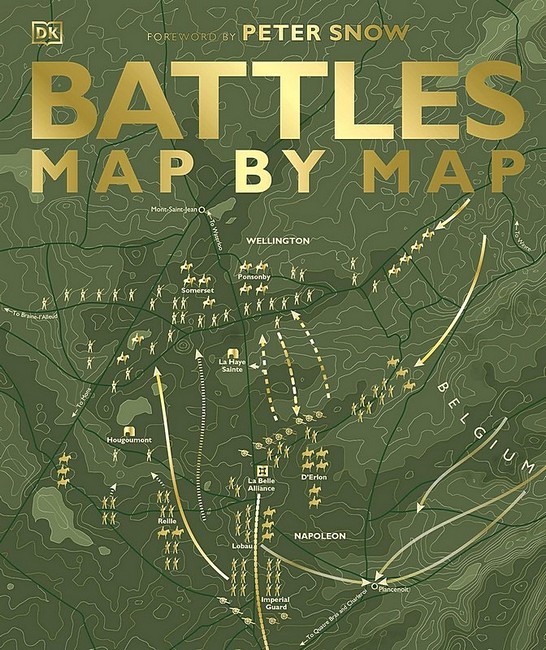 DK
FOREWORD BY PETER SNOW
BATTLES
MAP BY MAP
Mont-Saint-Jean
To Waterloo
To Wavre
WELLINGTON
Somerset
Ponsonby
To Braine-l'Alleud
La Haye
Sainte
To Mons
BELGIUM
Hougoumont
La Belle
Alliance
D'Erlon
Reille
NAPOLEON
Lobau
Plancenoit
Imperial
Guard
To Quatre Bras and Charleroi